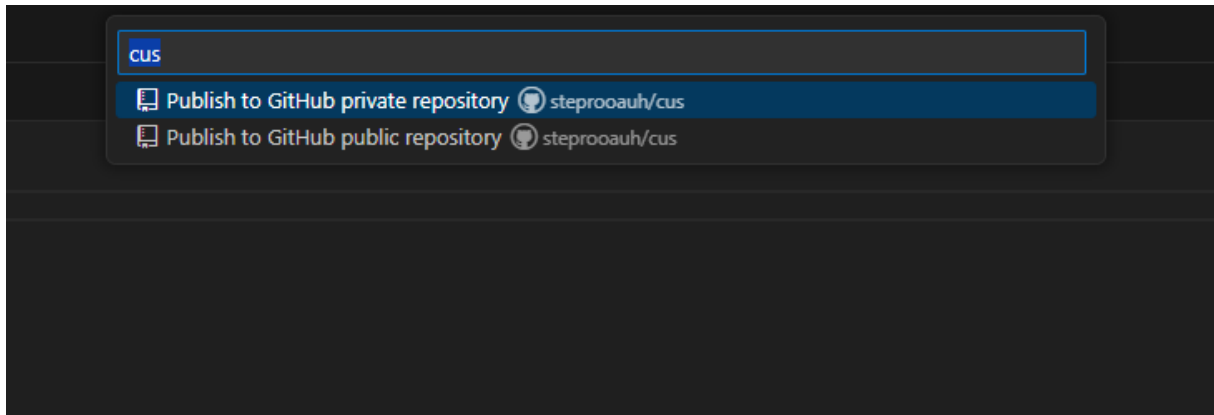 cus
Publish to GitHub private repository steprooauh/cus
Publish to GitHub public repository steprooauh/cus